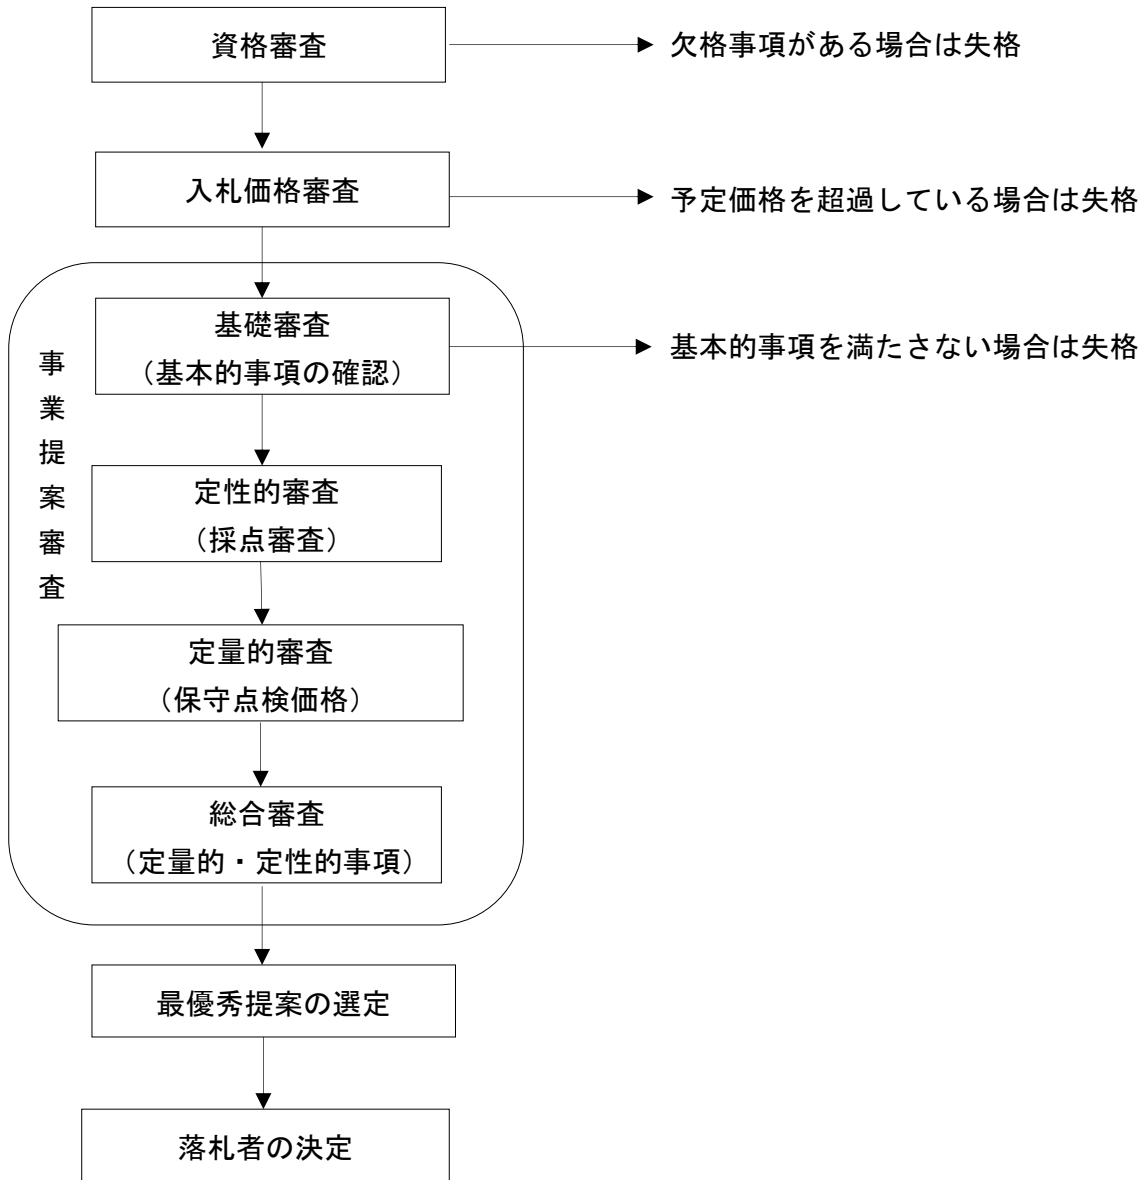 資格審査
欠格事項がある場合は失格
入札価格審査
予定価格を超過している場合は失格
事業提案審査
基礎審査
（基本的事項の確認）
基本的事項を満たさない場合は失格
定性的審査
（採点審査）
定量的審査
（保守点検価格）
総合審査
（定量的・定性的事項）
最優秀提案の選定
落札者の決定